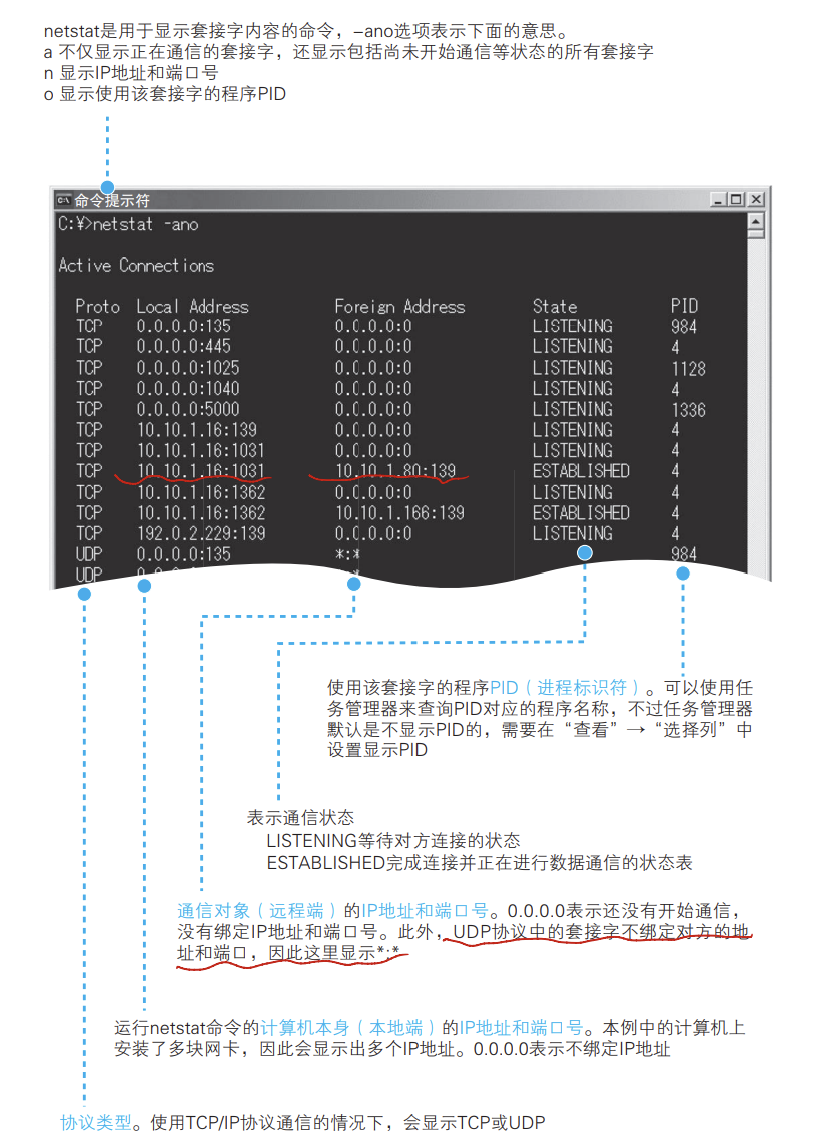 netstat是用于显示套接字内容的命令，–ano选项表示下面的意思。
a 不仅显示正在通信的套接字，还显示包括尚未开始通信等状态的所有套接字
n 显示IP地址和端口号
o 显示使用该套接字的程序PID
命令提示符
C:¥>netstat -ano
Active Connections
Proto Local Address Foreign Address State PID
TCP 0.0.0.0:135 0.0.0.0:0 LISTENING 984
TCP 0.0.0.0:445 0.0.0.0:0 LISTENING 4
TCP 0.0.0.0:1025 0.0.0.0:0 LISTENING 1128
TCP 0.0.0.0:1040 0.0.0.0:0 LISTENING 4
TCP 0.0.0.0:5000 0.0.0.0:0 LISTENING 1336
TCP 10.10.1.16:139 0.0.0.0:0 LISTENING 4
TCP 10.10.1.16:1031 0.0.0.0:0 LISTENING 4
TCP 10.10.1.16:1031 10.10.1.80:139 ESTABLISHED 4
TCP 10.10.1.16:1362 0.0.0.0:0 LISTENING 4
TCP 10.10.1.16:1362 10.10.1.166:139 ESTABLISHED 4
TCP 192.0.2.229:139 0.0.0.0:0 LISTENING 4
UDP 0.0.0.0:135 *:* 984
UDP
使用该套接字的程序PID（进程标识符）。可以使用任
务管理器来查询PID对应的程序名称，不过任务管理器
默认是不显示PID的，需要在“查看”→“选择列”中
设置显示PID
表示通信状态
LISTENING等待对方连接的状态
ESTABLISHED完成连接并正在进行数据通信的状态表
通信对象（远程端）的IP地址和端口号。0.0.0.0表示还没有开始通信，
没有绑定IP地址和端口号。此外，UDP协议中的套接字不绑定对方的地
址和端口，因此这里显示*:*
运行netstat命令的计算机本身（本地端）的IP地址和端口号。本例中的计算机上
安装了多块网卡，因此会显示出多个IP地址。0.0.0.0表示不绑定IP地址
协议类型。使用TCP/IP协议通信的情况下，会显示TCP或UDP